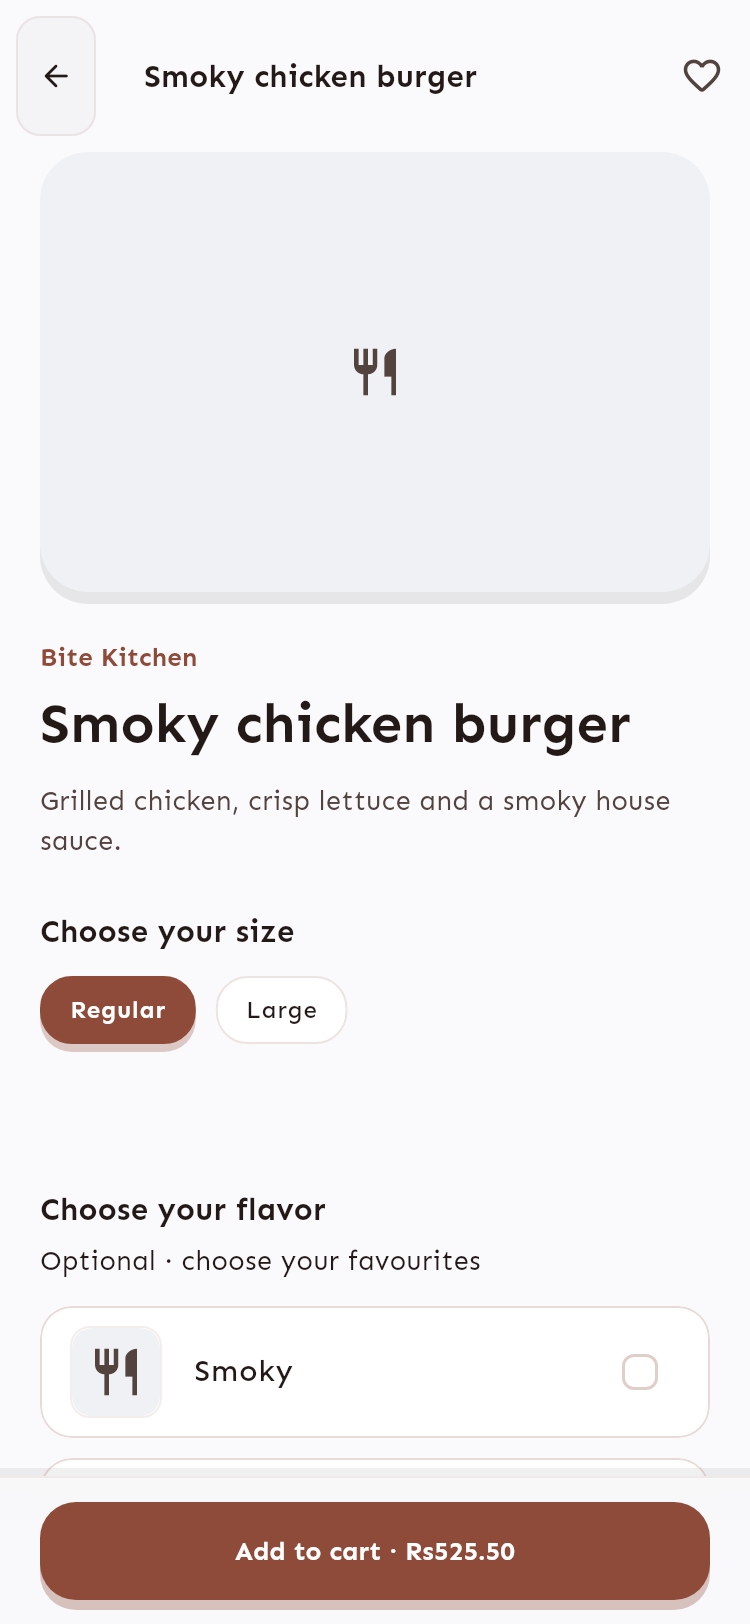 Smoky chicken burger
Bite Kitchen
Smoky chicken burger
Grilled chicken, crisp lettuce and a smoky house
sauce.
Choose your size
Regular
Large
Choose your flavor
Optional · choose your favourites
Smoky
Add to cart · Rs525.50